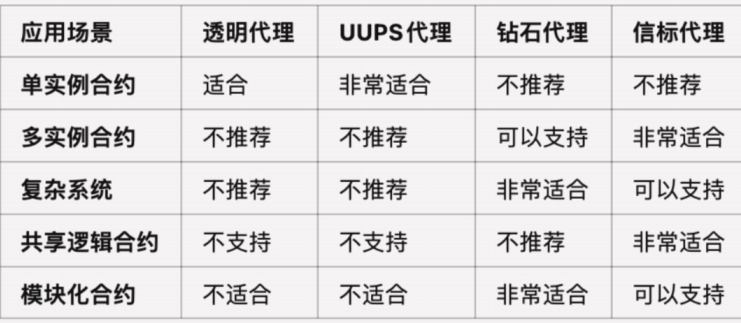 应用场景 透明代理 UUPS代理 钻石代理 信标代理
单实例合约 适合 非常适合 不推荐 不推荐
多实例合约 不推荐 不推荐 可以支持 非常适合
复杂系统 不推荐 不推荐 非常适合 可以支持
共享逻辑合约 不支持 不支持 不推荐 非常适合
模块化合约 不适合 不适合 非常适合 可以支持